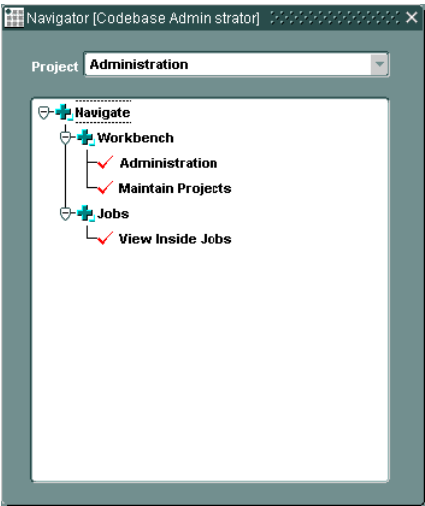 Navigator [Codebase Admin strator]
Project Administration
Navigate
Workbench
Administration
Maintain Projects
Jobs
View Inside Jobs